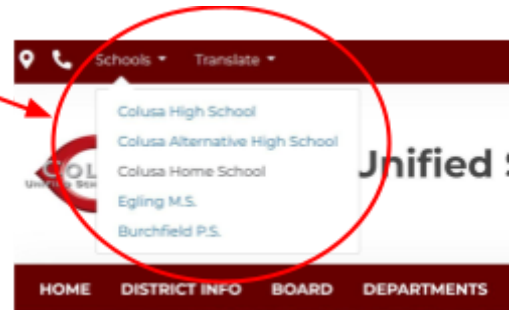 Schools Translate
Colusa High School
Colusa Alternative High School
Colusa Home School
Egling M.S.
Burchfield P.S.
COL
Unified S
HOME DISTRICT INFO BOARD DEPARTMENTS